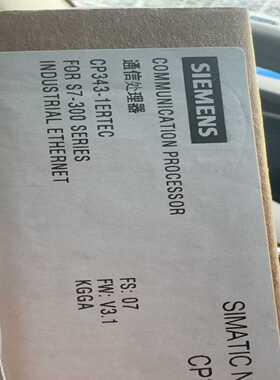 SIEMENS
COMMUNICATION PROCESSOR
通信处理器
CP343-1ERTEC
FOR S7-300 SERIES
INDUSTRIAL ETHERNET
FS: 07
FW: V3.1
KGGA
SIMATIC N
CP